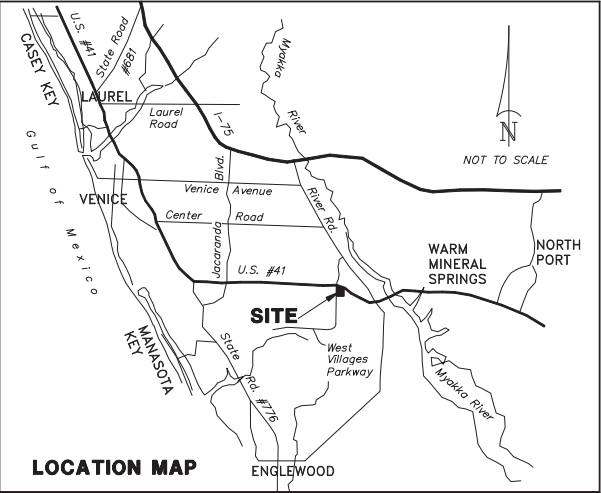 U.S. #41
State Road
#681
CASEY KEY
LAUREL
Laurel
Road
I-75
Myakka
River
N
NOT TO SCALE
Gulf of Mexico
VENICE
Venice Avenue
Jacaranda Blvd.
River Rd.
Center Road
U.S. #41
WARM
MINERAL
SPRINGS
NORTH
PORT
SITE
MANASOTA
KEY
State Rd. #776
West
Villages
Parkway
Myakka River
LOCATION MAP
ENGLEWOOD